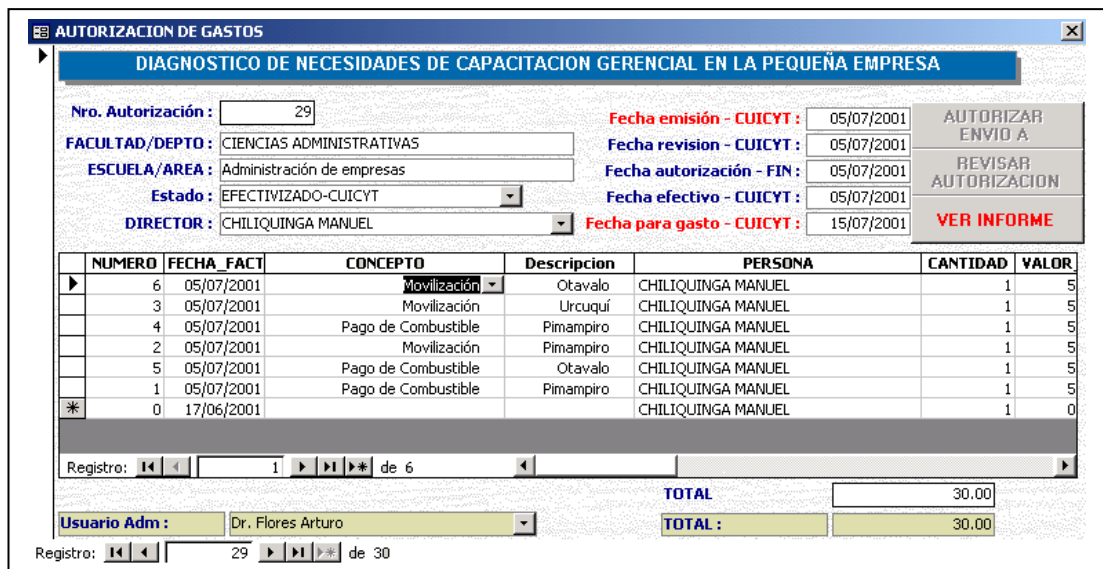 AUTORIZACION DE GASTOS
DIAGNOSTICO DE NECESIDADES DE CAPACITACION GERENCIAL EN LA PEQUEÑA EMPRESA
Nro. Autorización : 29
FACULTAD/DEPTO : CIENCIAS ADMINISTRATIVAS
ESCUELA/AREA : Administración de empresas
Estado : EFECTIVIZADO-CUICYT
DIRECTOR : CHILIQUINGA MANUEL
Fecha emisión - CUICYT : 05/07/2001
Fecha revision - CUICYT : 05/07/2001
Fecha autorización - FIN : 05/07/2001
Fecha efectivo - CUICYT : 05/07/2001
Fecha para gasto - CUICYT : 15/07/2001
AUTORIZAR
ENVIO A
REVISAR
AUTORIZACION
VER INFORME
NUMERO FECHA_FACT CONCEPTO Descripcion PERSONA CANTIDAD VALOR_
6 05/07/2001 Movilización Otavalo CHILIQUINGA MANUEL 1 5
3 05/07/2001 Movilización Urcuquí CHILIQUINGA MANUEL 1 5
4 05/07/2001 Pago de Combustible Pimampiro CHILIQUINGA MANUEL 1 5
2 05/07/2001 Movilización Pimampiro CHILIQUINGA MANUEL 1 5
5 05/07/2001 Pago de Combustible Otavalo CHILIQUINGA MANUEL 1 5
1 05/07/2001 Pago de Combustible Pimampiro CHILIQUINGA MANUEL 1 5
0 17/06/2001 CHILIQUINGA MANUEL 1 0
Registro: 1 de 6
TOTAL 30.00
Usuario Adm : Dr. Flores Arturo TOTAL : 30.00
Registro: 29 de 30